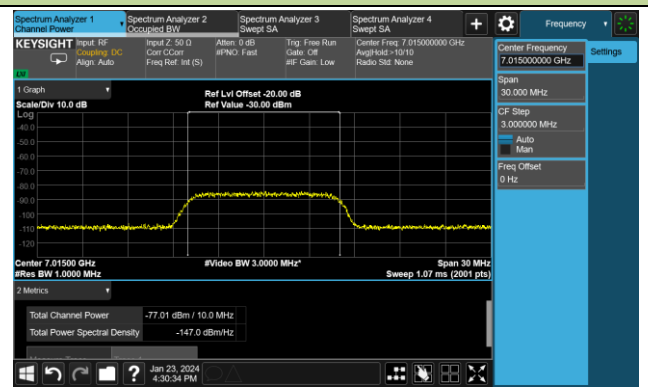 Spectrum Analyzer 1
Channel Power
Spectrum Analyzer 2
Occupied BW
Spectrum Analyzer 3
Swept SA
Spectrum Analyzer 4
Swept SA
+
Frequency
KEYSIGHT
Input: RF
Coupling: DC
Align: Auto
Input Z: 50 Ω
Corr CCorr
Freq Ref: Int (S)
Atten: 0 dB
#PNO: Fast
Trig: Free Run
Gate: Off
#IF Gain: Low
Center Freq: 7.015000000 GHz
Avg|Hold:>10/10
Radio Std: None
Center Frequency
7.015000000 GHz
Settings
Span
30.000 MHz
CF Step
3.000000 MHz
Auto
Man
Freq Offset
0 Hz
1 Graph
Scale/Div 10.0 dB
Ref Lvl Offset -20.00 dB
Ref Value -30.00 dBm
Log
-40.0
-50.0
-60.0
-70.0
-80.0
-90.0
-100
-110
-120
Center 7.01500 GHz
#Res BW 1.0000 MHz
#Video BW 3.0000 MHz*
Span 30 MHz
Sweep 1.07 ms (2001 pts)
2 Metrics
Total Channel Power -77.01 dBm / 10.0 MHz
Total Power Spectral Density -147.0 dBm/Hz
?
Jan 23, 2024
4:30:34 PM